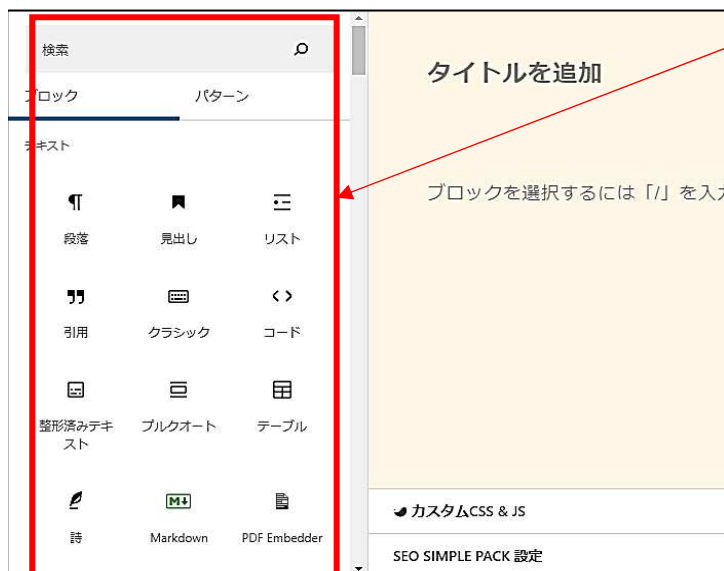 検索
ブロック パターン
テキスト
段落 見出し リスト
引用 クラシック コード
整形済みテキ
スト
プルクオート テーブル
詩 Markdown PDF Embedder
タイトルを追加
ブロックを選択するには「/」を入力
カスタムCSS & JS
SEO SIMPLE PACK 設定